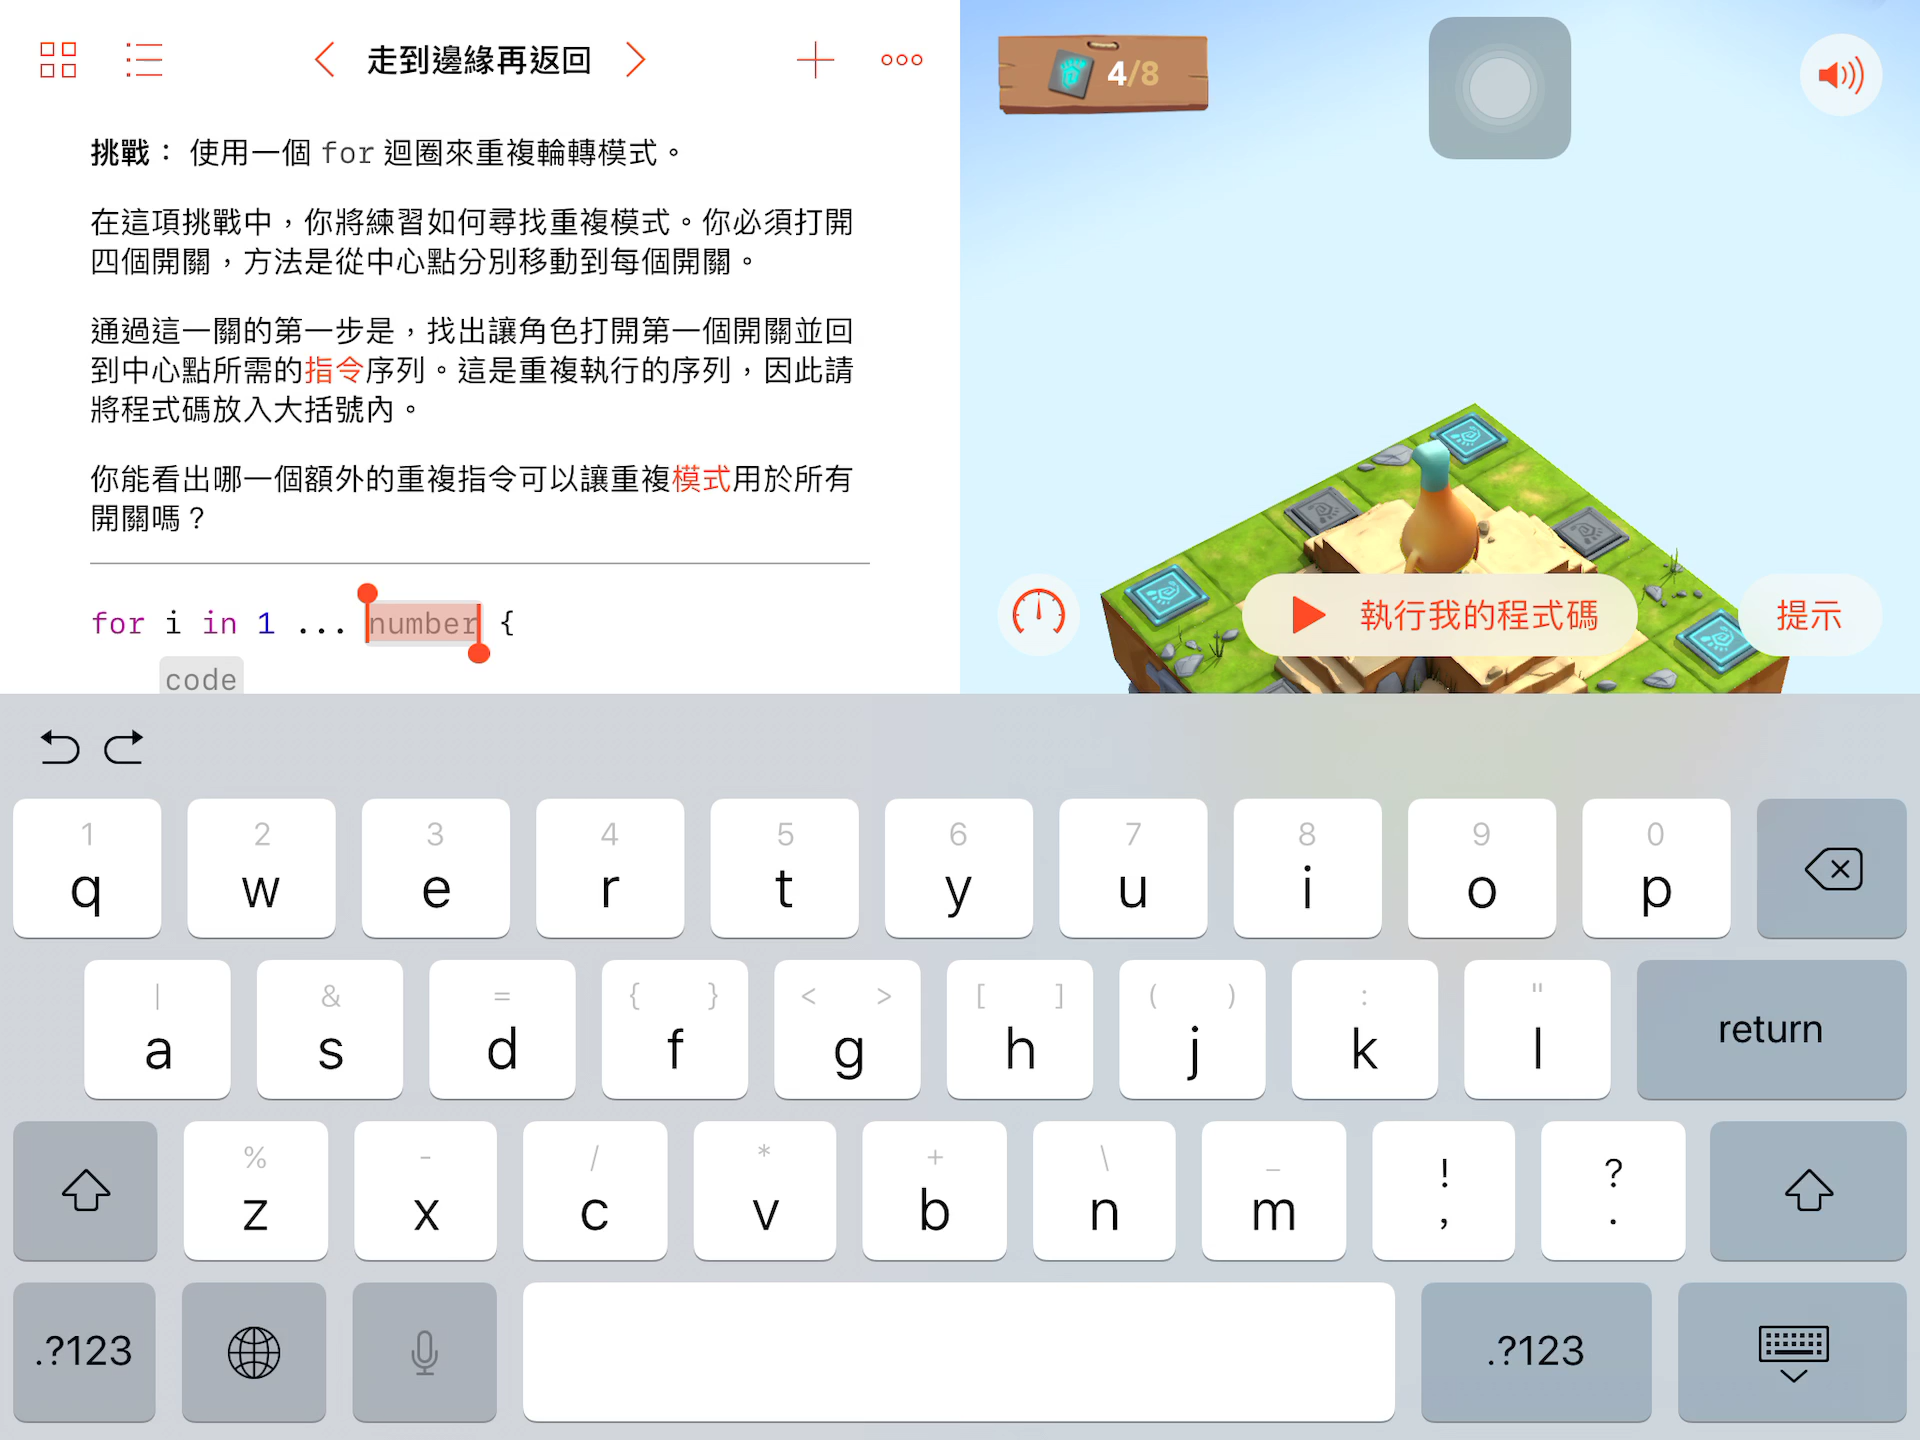 走到邊緣再返回
挑戰： 使用一個 for 迴圈來重複輪轉模式。
在這項挑戰中，你將練習如何尋找重複模式。你必須打開
四個開關，方法是從中心點分別移動到每個開關。
通過這一關的第一步是，找出讓角色打開第一個開關並回
到中心點所需的指令序列。這是重複執行的序列，因此請
將程式碼放入大括號內。
你能看出哪一個額外的重複指令可以讓重複模式用於所有
開關嗎？
for i in 1 ... number {
code
4/8
執行我的程式碼
提示
1 2 3 4 5 6 7 8 9 0
q w e r t y u i o p
| & = { } < > [ ] ( ) : "
a s d f g h j k l return
% - / * + \ _ ! ?
z x c v b n m , .
.?123 .?123